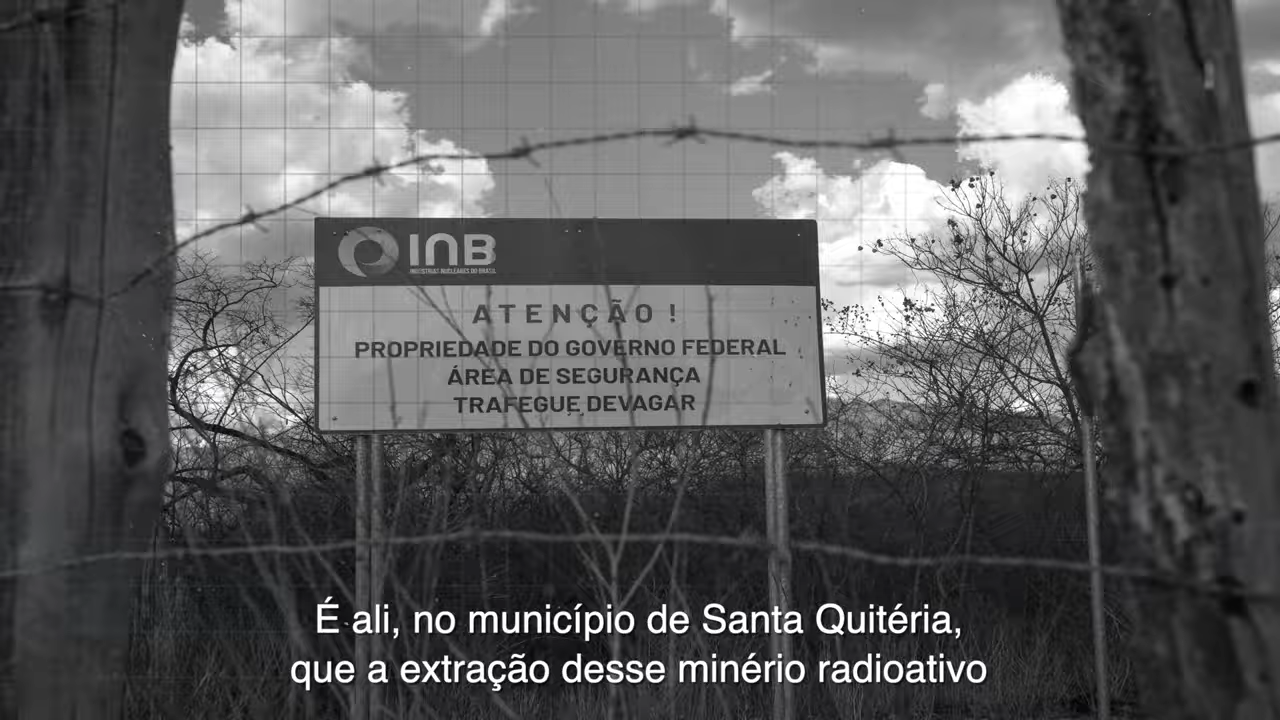 INB
INDÚSTRIAS NUCLEARES DO BRASIL
ATENÇÃO !
PROPRIEDADE DO GOVERNO FEDERAL
ÁREA DE SEGURANÇA
TRAFEGUE DEVAGAR
É ali, no município de Santa Quitéria,
que a extração desse minério radioativo